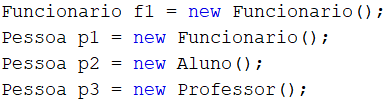 Funcionario f1 = new Funcionario();
Pessoa p1 = new Funcionario();
Pessoa p2 = new Aluno();
Pessoa p3 = new Professor();